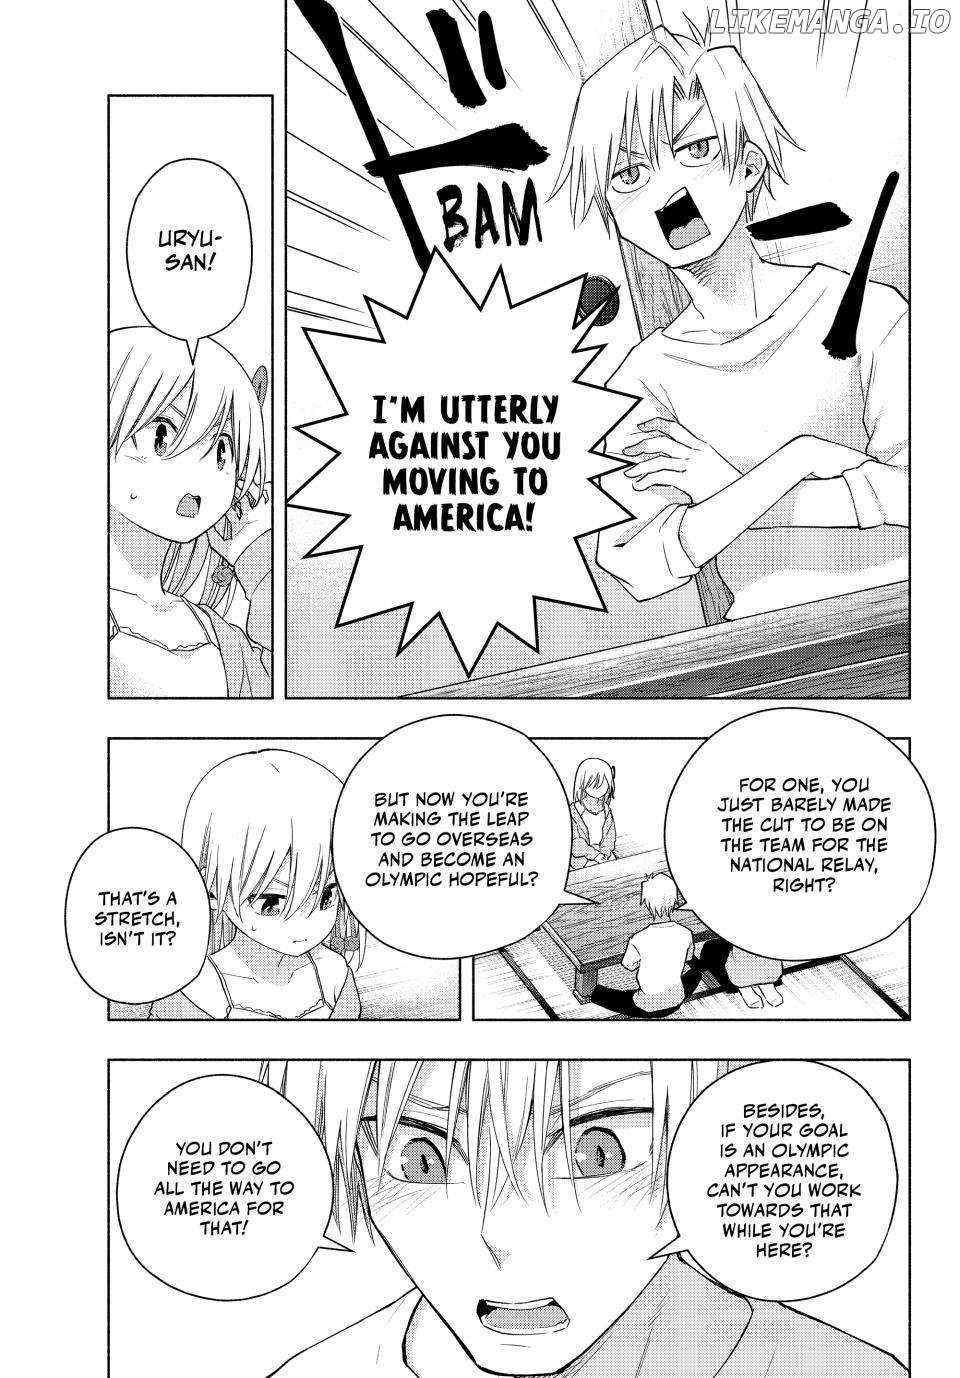 LIKEMANGA.IO
ドーン
BAM
I'M UTTERLY
AGAINST YOU
MOVING TO
AMERICA!
URYU-
SAN!
FOR ONE, YOU
JUST BARELY MADE
THE CUT TO BE ON
THE TEAM FOR THE
NATIONAL RELAY,
RIGHT?
BUT NOW YOU'RE
MAKING THE LEAP
TO GO OVERSEAS
AND BECOME AN
OLYMPIC HOPEFUL?
THAT'S A
STRETCH,
ISN'T IT?
BESIDES,
IF YOUR GOAL
IS AN OLYMPIC
APPEARANCE,
CAN'T YOU WORK
TOWARDS THAT
WHILE YOU'RE
HERE?
YOU DON'T
NEED TO GO
ALL THE WAY TO
AMERICA FOR
THAT!